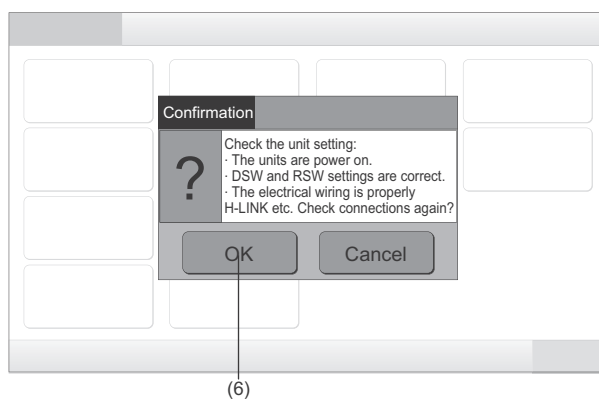 Confirmation
?
Check the unit setting:
· The units are power on.
· DSW and RSW settings are correct.
· The electrical wiring is properly
H-LINK etc. Check connections again?
OK
Cancel
(6)